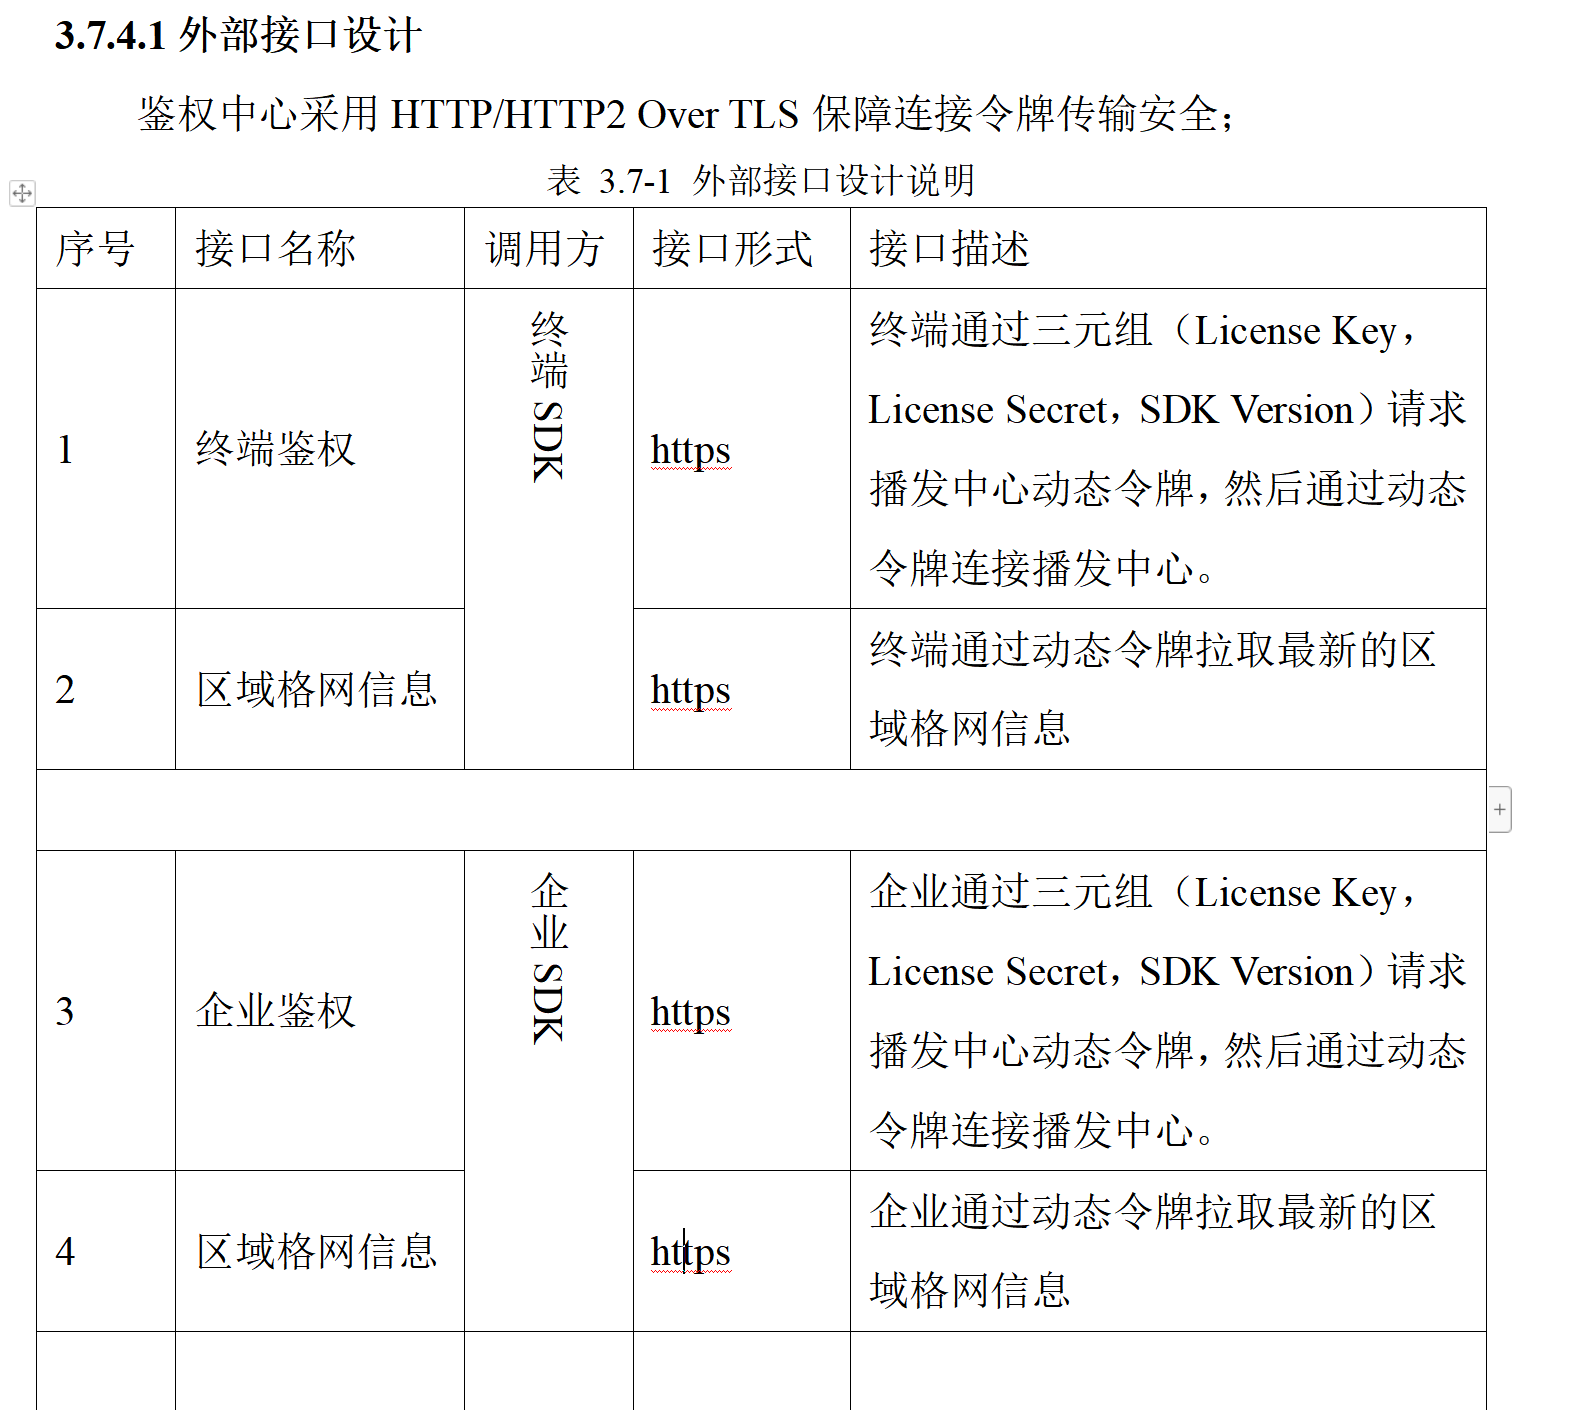 3.7.4.1 外部接口设计
鉴权中心采用 HTTP/HTTP2 Over TLS 保障连接令牌传输安全；
表 3.7-1 外部接口设计说明
序号 接口名称 调用方 接口形式 接口描述
1 终端鉴权 终端 SDK https 终端通过三元组（License Key，
License Secret，SDK Version）请求
播发中心动态令牌，然后通过动态
令牌连接播发中心。
2 区域格网信息 https 终端通过动态令牌拉取最新的区
域格网信息
3 企业鉴权 企业 SDK https 企业通过三元组（License Key，
License Secret，SDK Version）请求
播发中心动态令牌，然后通过动态
令牌连接播发中心。
4 区域格网信息 https 企业通过动态令牌拉取最新的区
域格网信息